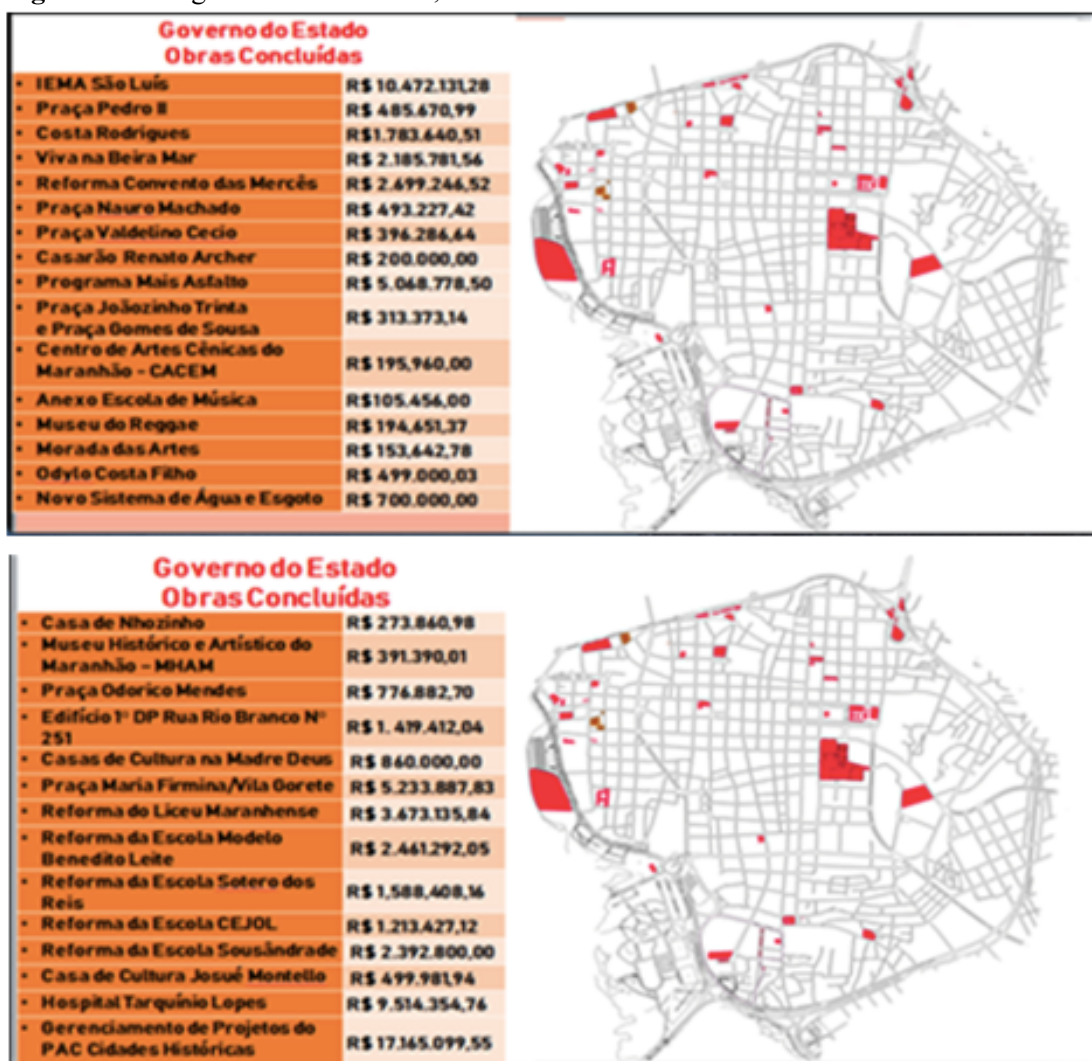 Governo do Estado
Obras Concluídas
• IEMA São Luís R$ 10.472.131,28
• Praça Pedro II R$ 485.670,99
• Costa Rodrigues R$1.783.640,51
• Viva na Beira Mar R$ 2.185.781,56
• Reforma Convento das Mercês R$ 2.699.246,52
• Praça Nauro Machado R$ 493.227,42
• Praça Valdelino Cecio R$ 396.286,64
• Casarão Renato Archer R$ 200.000,00
• Programa Mais Asfalto R$ 5.068.778,50
• Praça Joãozinho Trinta
e Praça Gomes de Sousa R$ 313.373,14
• Centro de Artes Cênicas do
Maranhão - CACEM R$ 195,960,00
• Anexo Escola de Música R$105.456,00
• Museu do Reggae R$ 194,651,37
• Morada das Artes R$ 153,642,78
• Odylo Costa Filho R$ 499.000,03
• Novo Sistema de Água e Esgoto R$ 700.000,00
Governo do Estado
Obras Concluídas
• Casa de Nhozinho R$ 273.860,98
• Museu Histórico e Artístico do
Maranhão – MHAM R$ 391.390,01
• Praça Odorico Mendes R$ 776.882,70
• Edifício 1º DP Rua Rio Branco Nº
251 R$ 1. 419.412,04
• Casas de Cultura na Madre Deus R$ 860.000,00
• Praça Maria Firmina/Vila Gorete R$ 5.233.887,83
• Reforma do Liceu Maranhense R$ 3.673.135,84
• Reforma da Escola Modelo
Benedito Leite R$ 2.461.292,05
• Reforma da Escola Sotero dos
Reis R$ 1,588,408,16
• Reforma da Escola CEJOL R$ 1.213.427,12
• Reforma da Escola Sousândrade R$ 2.392.800,00
• Casa de Cultura Josué Montello R$ 499.981,94
• Hospital Tarquínio Lopes R$ 9.514.354,76
• Gerenciamento de Projetos do
PAC Cidades Históricas R$ 17.165.099,55